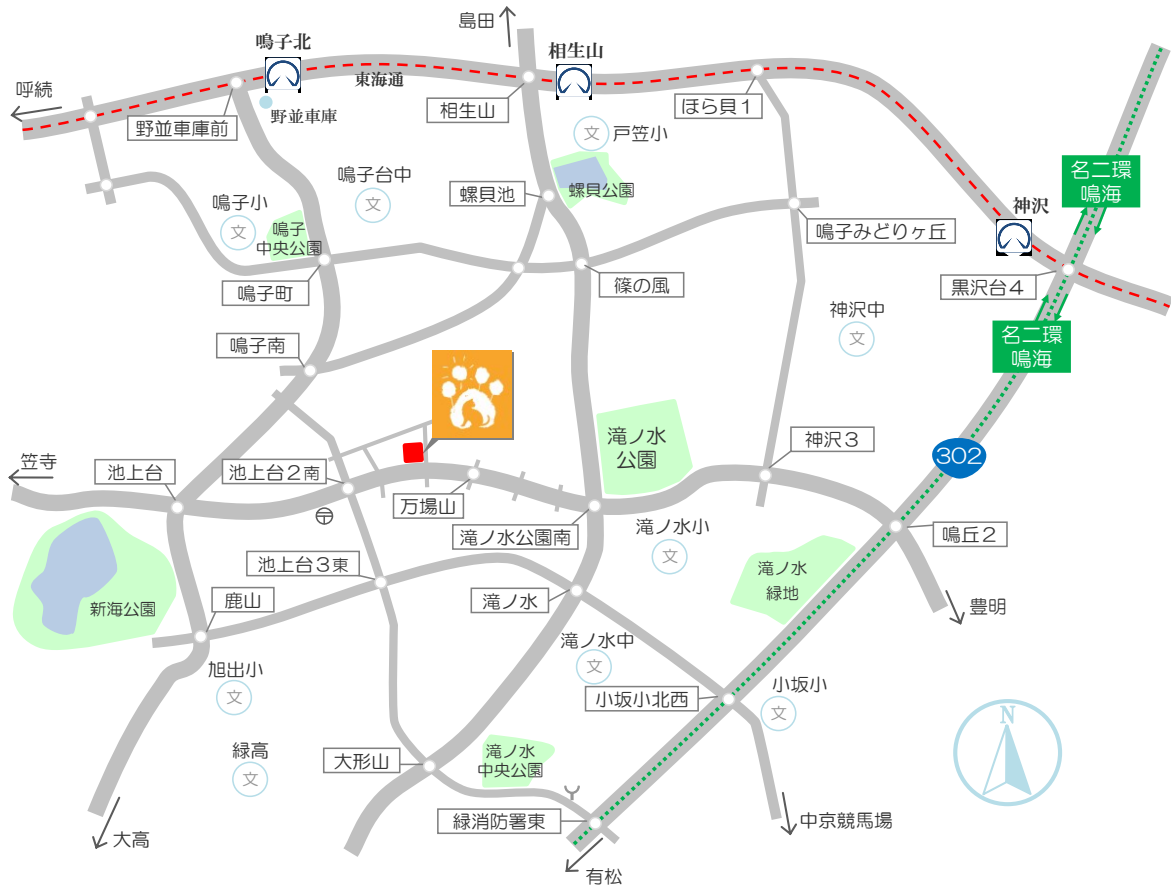 島田
鳴子北
相生山
東海通
呼続
野並車庫
野並車庫前
相生山
ほら貝1
文
戸笠小
名二環
鳴海
鳴子台中
文
螺貝池
螺貝公園
鳴子小
文
鳴子
中央公園
神沢
鳴子みどりヶ丘
鳴子町
篠の風
黒沢台4
神沢中
文
名二環
鳴海
鳴子南
滝ノ水
公園
神沢3
302
笠寺
池上台
池上台2南
万場山
〒
滝ノ水公園南
滝ノ水小
文
鳴丘2
池上台3東
滝ノ水
緑地
新海公園
鹿山
滝ノ水
豊明
滝ノ水中
文
旭出小
文
小坂小北西
小坂小
文
N
緑高
文
大形山
滝ノ水
中央公園
緑消防署東
中京競馬場
大高
有松